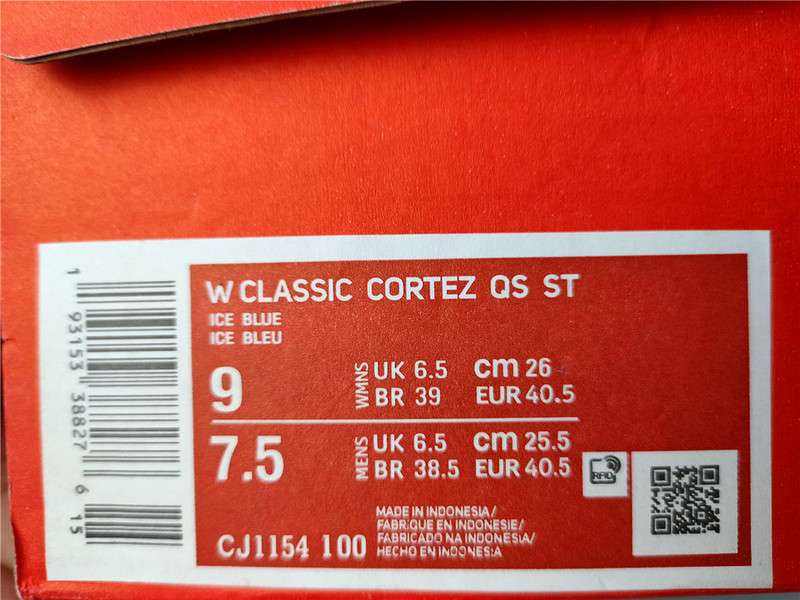 W CLASSIC CORTEZ QS ST
ICE BLUE
ICE BLEU
9 WMNS UK 6.5 cm 26
BR 39 EUR 40.5
7.5 MENS UK 6.5 cm 25.5
BR 38.5 EUR 40.5
RFID
CJ1154 100
MADE IN INDONESIA/
FABRIQUE EN INDONESIE/
FABRICADO NA INDONESIA/
HECHO EN INDONESIA
1 93153 38827 6 15